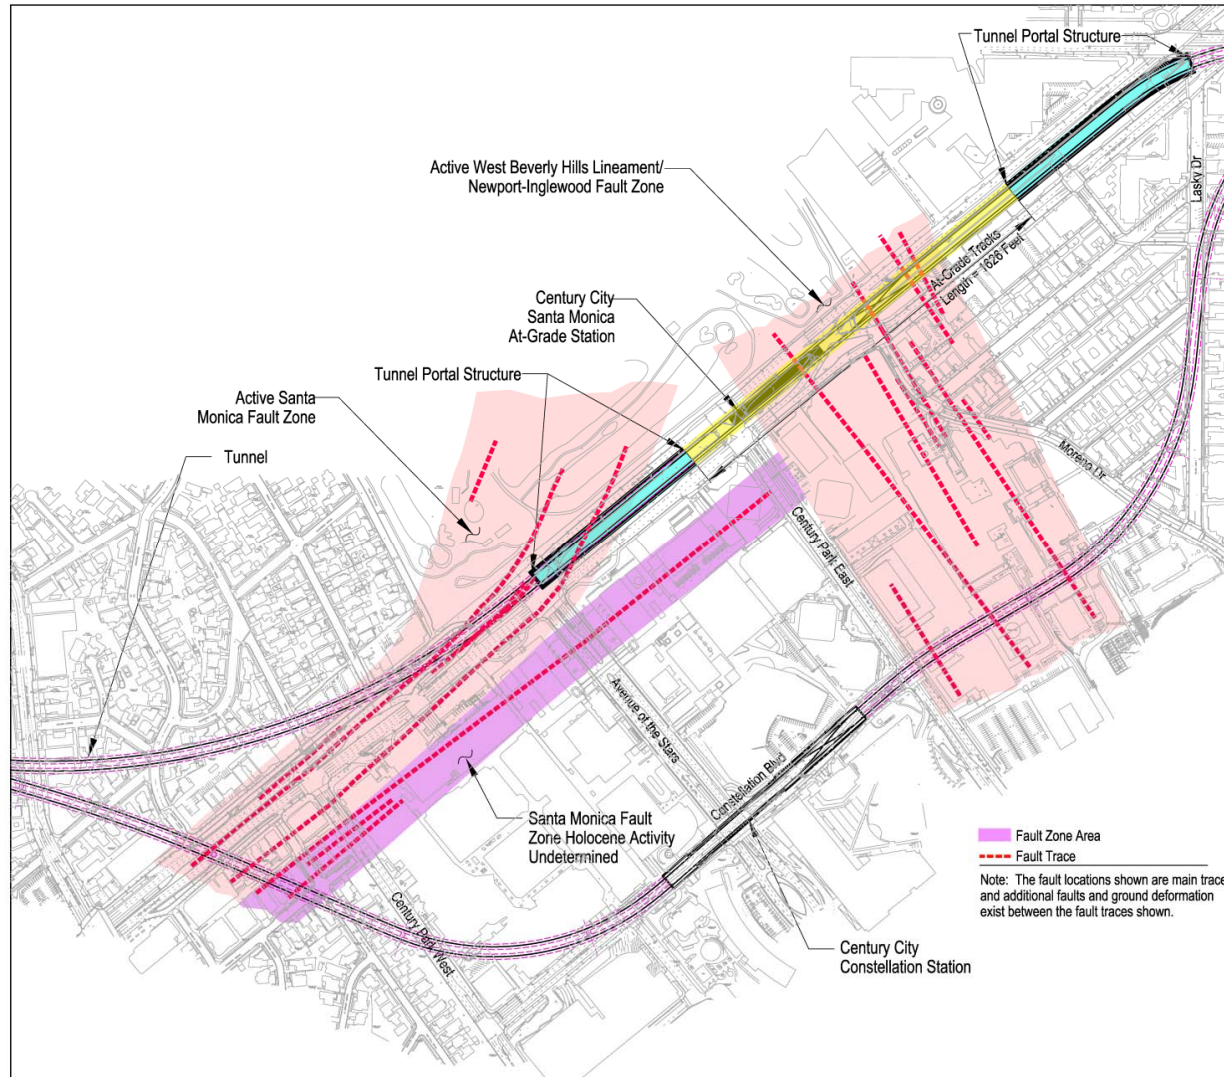 Tunnel Portal Structure
Lasky Dr
Active West Beverly Hills Lineament/
Newport-Inglewood Fault Zone
At-Grade Tracks
Length = 1626 Feet
Century City
Santa Monica
At-Grade Station
Tunnel Portal Structure
Active Santa
Monica Fault Zone
Tunnel
Moreno Dr
Century Park East
Avenue of the Stars
Constellation Blvd
Santa Monica Fault
Zone Holocene Activity
Undetermined
Century Park West
Century City
Constellation Station
Fault Zone Area
Fault Trace
Note: The fault locations shown are main trace
and additional faults and ground deformation
exist between the fault traces shown.